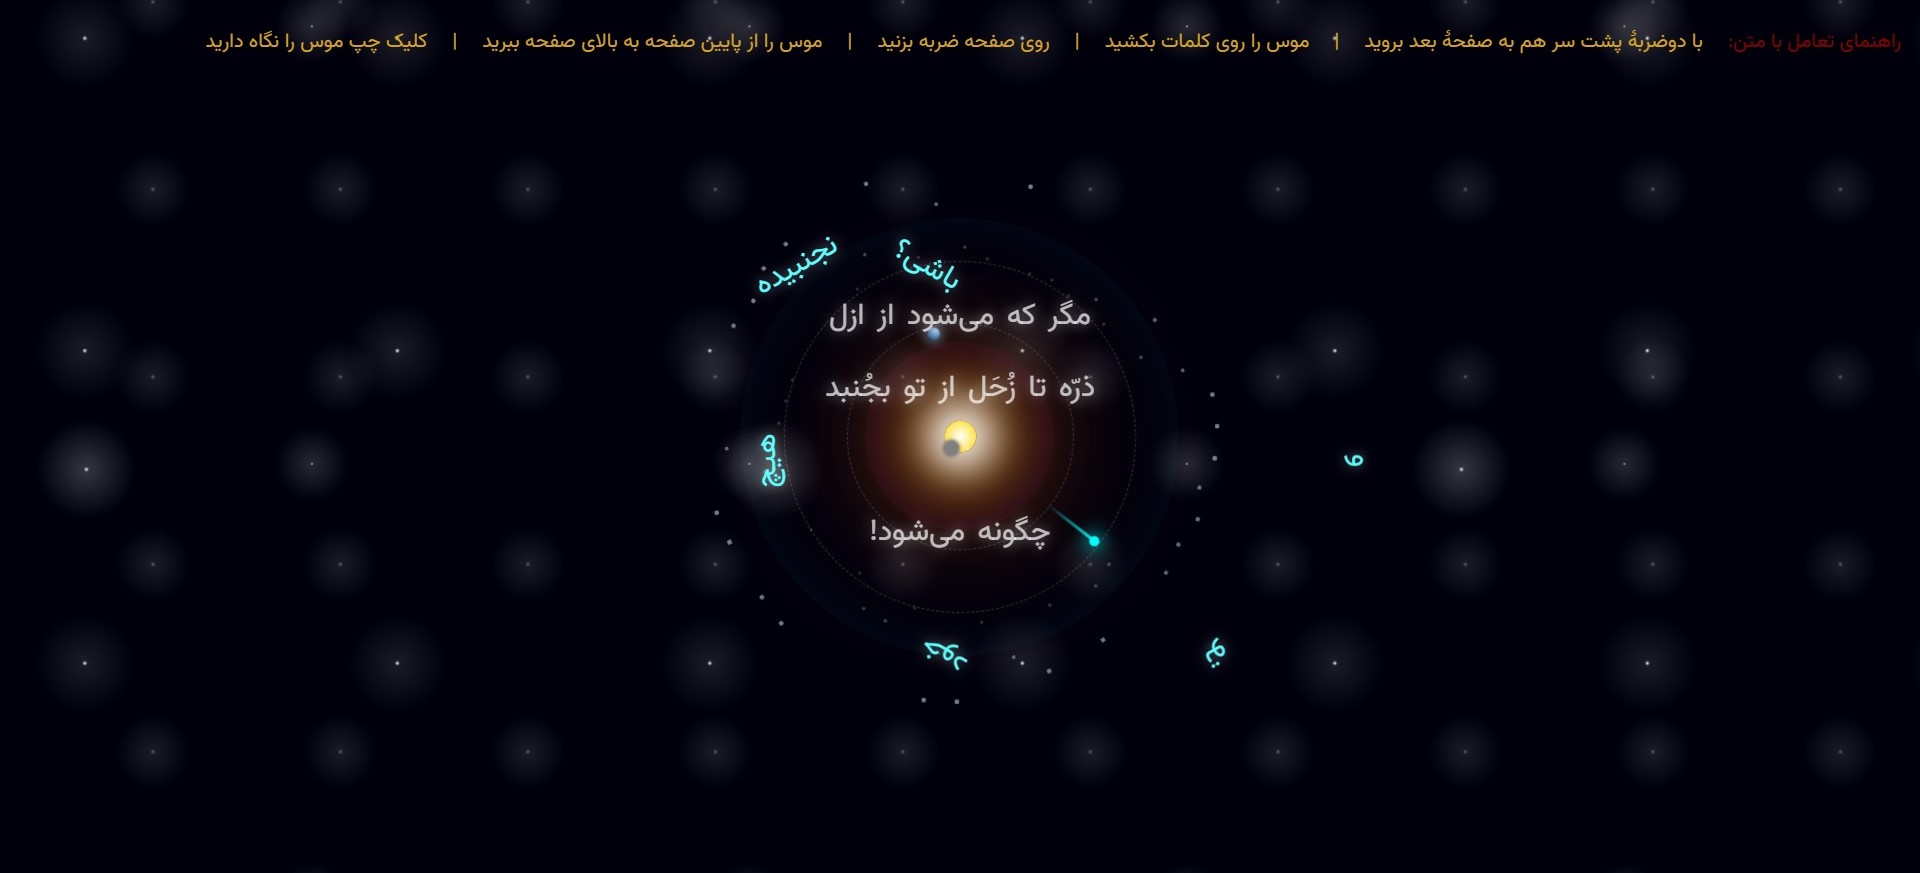 راهنمای تعامل با متن: با دوضربهٔ پشت سر هم به صفحهٔ بعد بروید | موس را روی کلمات بکشید | روی صفحه ضربه بزنید | موس را از پایین صفحه به بالای صفحه ببرید | کلیک چپ موس را نگاه دارید
باشی؟
نجنبیده
مگر که می‌شود از ازل
ذرّه تا زُحَل از تو بجُنبد
هیچ
و
چگونه می‌شود!
خود
تو